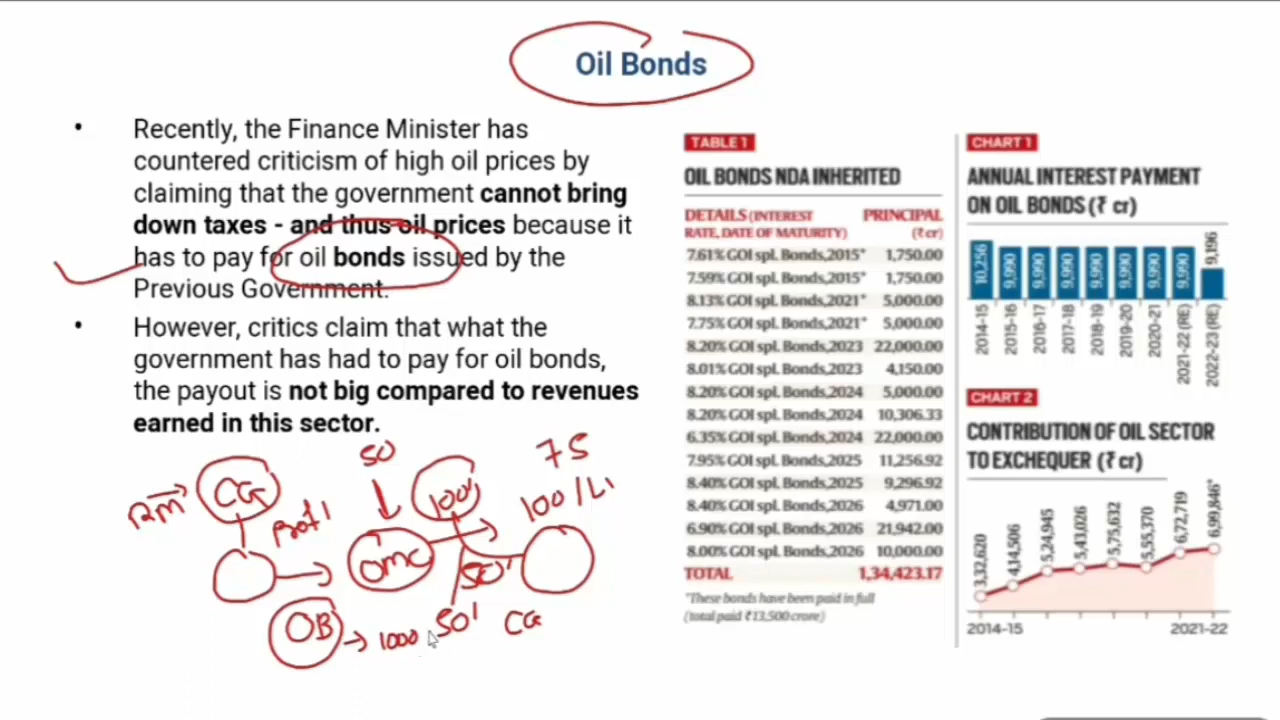 Oil Bonds
• Recently, the Finance Minister has
countered criticism of high oil prices by
claiming that the government cannot bring
down taxes - and thus oil prices because it
has to pay for oil bonds issued by the
Previous Government.
• However, critics claim that what the
government has had to pay for oil bonds,
the payout is not big compared to revenues
earned in this sector.
CG
Profit
50
OMC
100
75
100/Li
50
50
CG
OB
1000
TABLE 1
OIL BONDS NDA INHERITED
DETAILS (INTEREST PRINCIPAL
RATE, DATE OF MATURITY) (₹ cr)
7.61% GOI spl. Bonds,2015* 1,750.00
7.59% GOI spl. Bonds,2015* 1,750.00
8.13% GOI spl. Bonds,2021* 5,000.00
7.75% GOI spl. Bonds,2021* 5,000.00
8.20% GOI spl. Bonds,2023 22,000.00
8.01% GOI spl. Bonds,2023 4,150.00
8.20% GOI spl. Bonds,2024 5,000.00
8.20% GOI spl. Bonds,2024 10,306.33
6.35% GOI spl. Bonds,2024 22,000.00
7.95% GOI spl. Bonds,2025 11,256.92
8.40% GOI spl. Bonds,2025 9,296.92
8.40% GOI spl. Bonds,2026 4,971.00
6.90% GOI spl. Bonds,2026 21,942.00
8.00% GOI spl. Bonds,2026 10,000.00
TOTAL 1,34,423.17
*These bonds have been paid in full
(total paid ₹13,500 crore)
CHART 1
ANNUAL INTEREST PAYMENT
ON OIL BONDS (₹ cr)
10,256 9,990 9,990 9,990 9,990 9,990 9,990 9,990 9,196
2014-15 2015-16 2016-17 2017-18 2018-19 2019-20 2020-21 2021-22 (RE) 2022-23 (RE)
CHART 2
CONTRIBUTION OF OIL SECTOR
TO EXCHEQUER (₹ cr)
3,32,620 4,14,506 5,24,945 5,43,026 5,75,632 5,55,370 6,72,719 6,99,846*
2014-15 2021-22